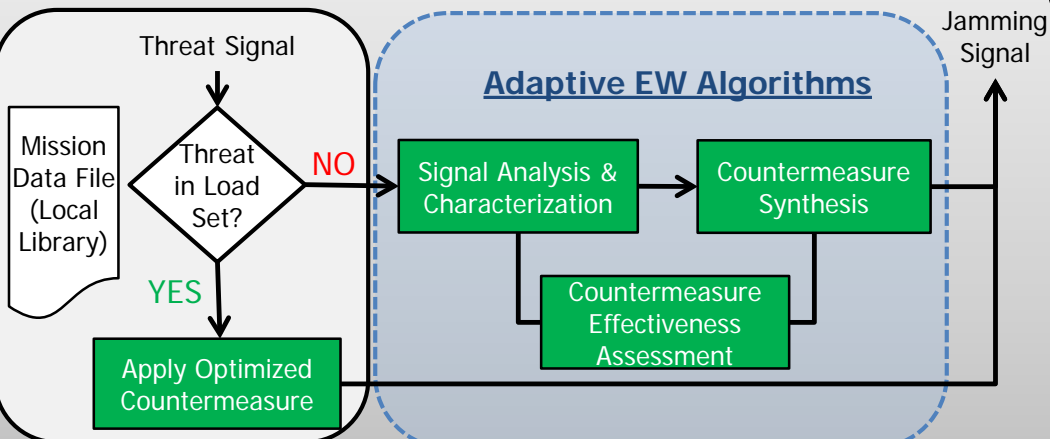 Threat Signal
Mission
Data File
(Local
Library)
Threat
in Load
Set?
NO
YES
Apply Optimized
Countermeasure
Adaptive EW Algorithms
Signal Analysis &
Characterization
Countermeasure
Synthesis
Countermeasure
Effectiveness
Assessment
Jamming
Signal